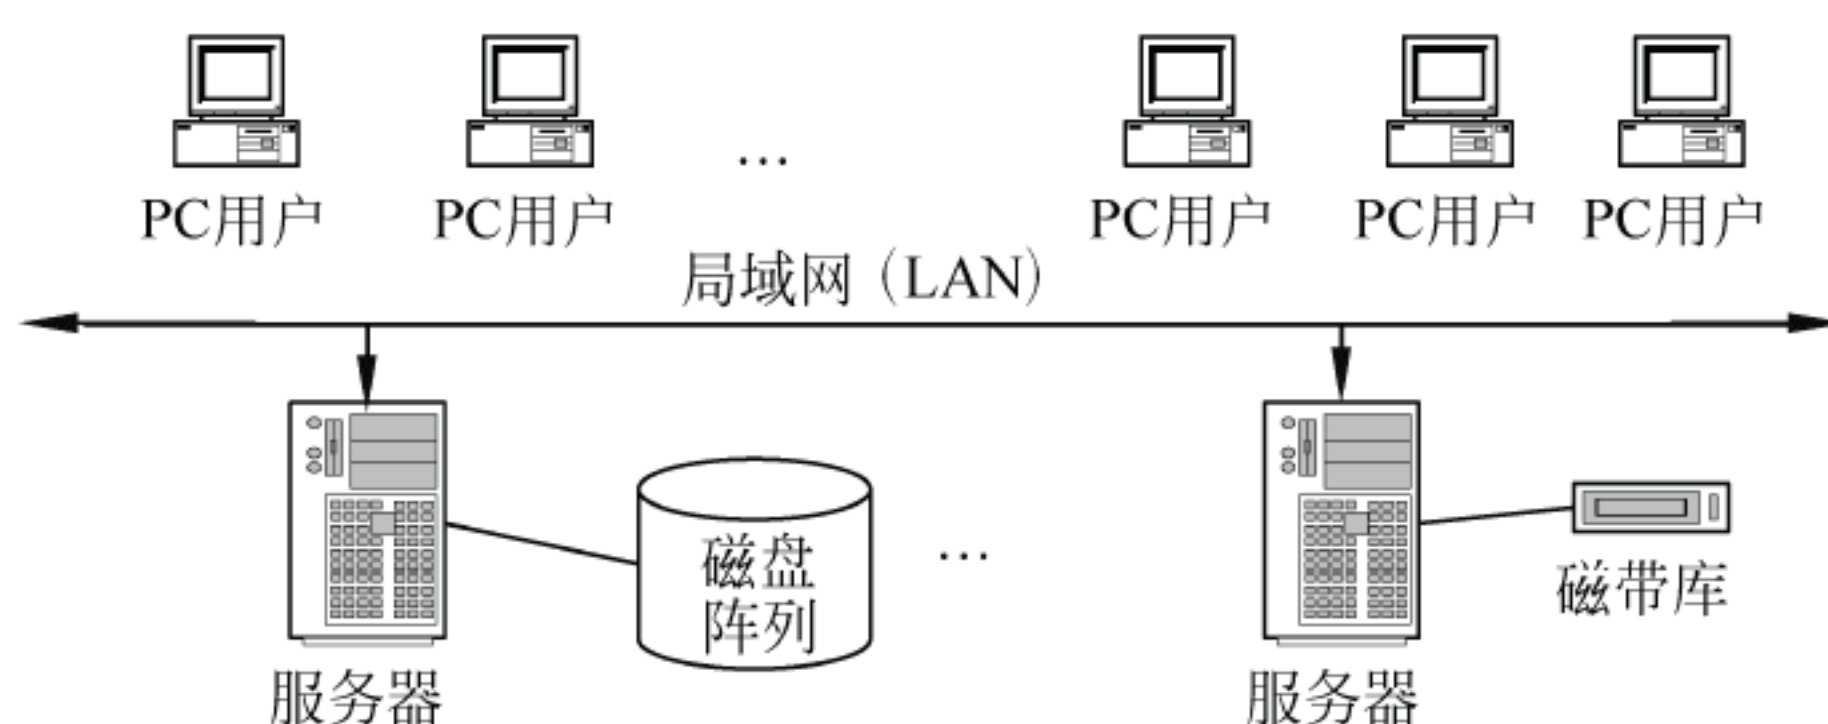 …
PC用户 PC用户 PC用户 PC用户 PC用户
局域网（LAN）
磁盘
阵列
…
磁带库
服务器 服务器